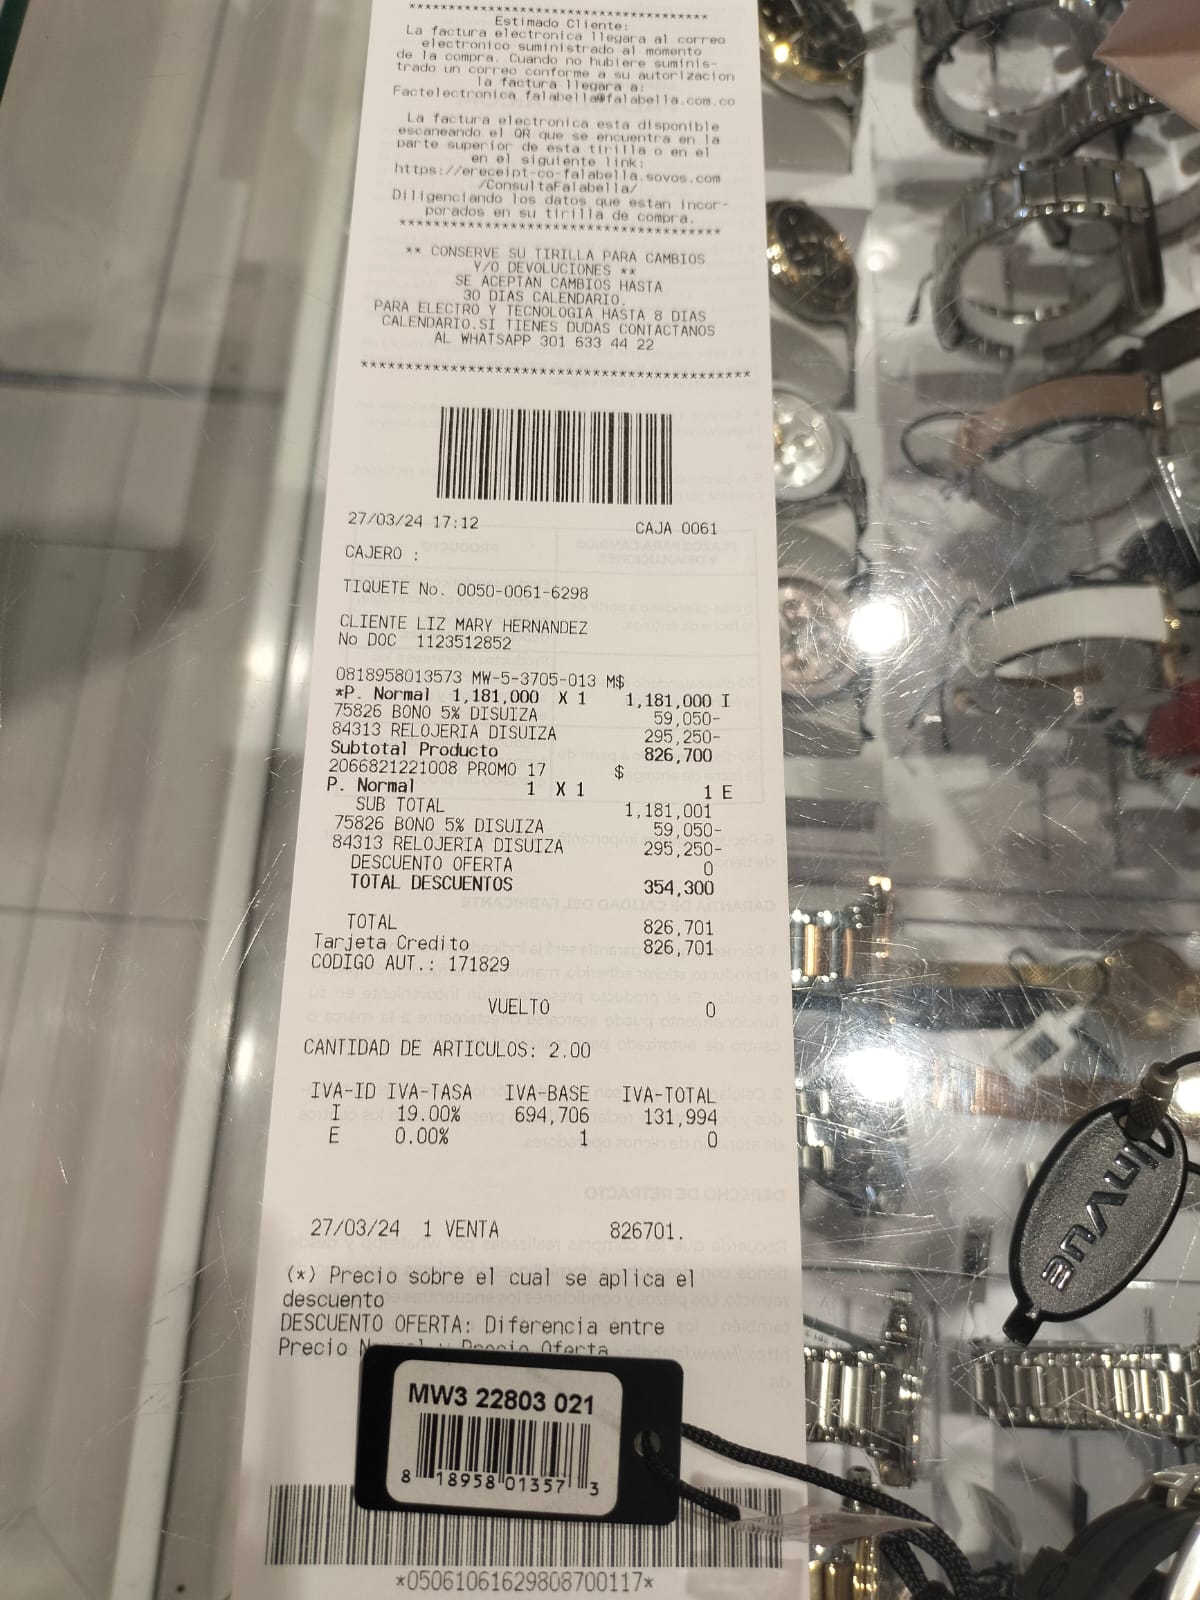 *************************************
Estimado Cliente:
La factura electronica llegara al correo
electronico suministrado al momento
de la compra. Cuando no hubiere suminis-
trado un correo conforme a su autorizacion
la factura llegara a:
Factelectronica falabella@falabella.com.co
La factura electronica esta disponible
escaneando el QR que se encuentra en la
parte superior de esta tirilla o en el
en el siguiente link:
https://ereceipt-co-falabella.sovos.com
/ConsultaFalabella/
Diligenciando los datos que estan incor-
porados en su tirilla de compra.
****************************************
** CONSERVE SU TIRILLA PARA CAMBIOS
Y/O DEVOLUCIONES **
SE ACEPTAN CAMBIOS HASTA
30 DIAS CALENDARIO.
PARA ELECTRO Y TECNOLOGIA HASTA 8 DIAS
CALENDARIO.SI TIENES DUDAS CONTACTANOS
AL WHATSAPP 301 633 44 22
*******************************************
27/03/24 17:12 CAJA 0061
CAJERO :
TIQUETE No. 0050-0061-6298
CLIENTE LIZ MARY HERNANDEZ
No DOC 1123512852
0818958013573 MW-5-3705-013 M$
*P. Normal 1,181,000 X 1 1,181,000 I
75826 BONO 5% DISUIZA 59,050-
84313 RELOJERIA DISUIZA 295,250-
Subtotal Producto 826,700
2066821221008 PROMO 17 $
P. Normal 1 X 1 1 E
SUB TOTAL 1,181,001
75826 BONO 5% DISUIZA 59,050-
84313 RELOJERIA DISUIZA 295,250-
DESCUENTO OFERTA 0
TOTAL DESCUENTOS 354,300
TOTAL 826,701
Tarjeta Credito 826,701
CODIGO AUT.: 171829
VUELTO 0
CANTIDAD DE ARTICULOS: 2.00
IVA-ID IVA-TASA IVA-BASE IVA-TOTAL
I 19.00% 694,706 131,994
E 0.00% 1 0
27/03/24 1 VENTA 826701.
(*) Precio sobre el cual se aplica el
descuento
DESCUENTO OFERTA: Diferencia entre
Precio Normal y Precio Oferta
MW3 22803 021
8 18958 01357 3
*05061061629808700117*
InVue